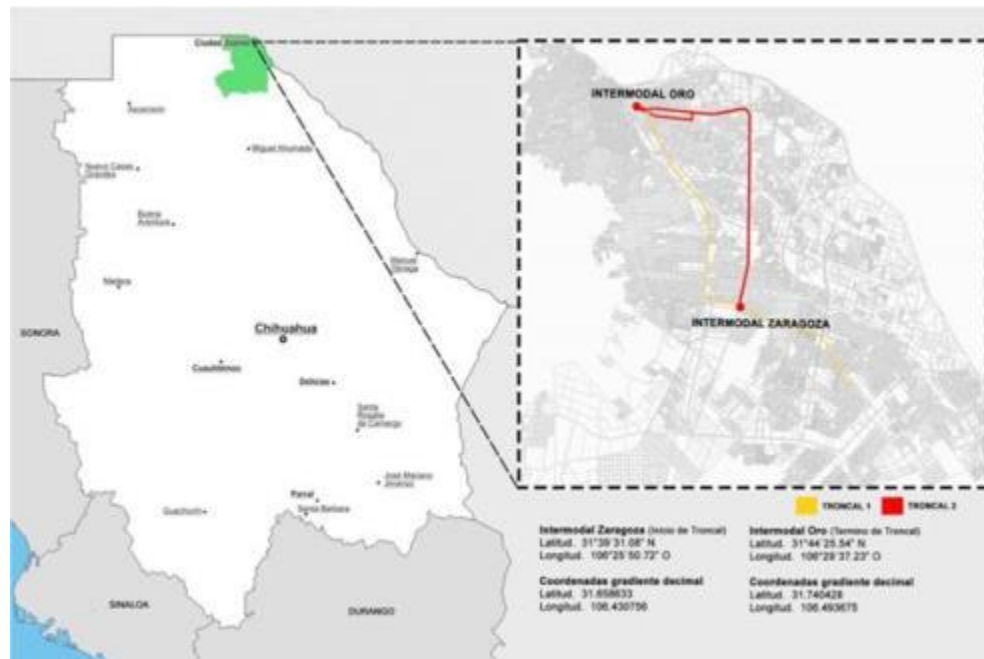 Ciudad Juárez
Ascensión
Miguel Ahumada
Nuevo Casas
Grandes
Buena
Aventura
Madera
Manuel
Ojinaga
SONORA
Chihuahua
Cuauhtémoc
Delicias
Santa
Rosalía
de Camargo
José Mariano
Jiménez
Parral
Santa Bárbara
Guachochi
SINALOA
DURANGO
INTERMODAL ORO
INTERMODAL ZARAGOZA
TRONCAL 1
TRONCAL 2
Intermodal Zaragoza (Inicio de Troncal)
Latitud. 31°39'31.08" N
Longitud. 106°25'50.72" O
Coordenadas gradiente decimal
Latitud. 31.658633
Longitud. 106.430756
Intermodal Oro (Termino de Troncal)
Latitud. 31°44'25.54" N
Longitud. 106°29'37.23" O
Coordenadas gradiente decimal
Latitud. 31.740428
Longitud. 106.493675